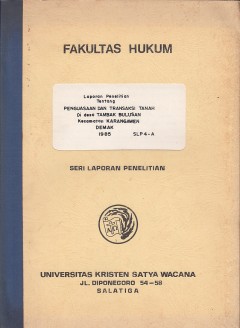 FAKULTAS HUKUM
Laporan Penelitian
Tentang
PENGUASAAN DAN TRANSAKSI TANAH
Di desa TAMBAK BULUSAN
Kecamatan KARANGAWEN
DEMAK
1985 SLP4-A
SERI LAPORAN PENELITIAN
UNIVERSITAS KRISTEN SATYA WACANA
JL. DIPONEGORO 54-58
SALATIGA